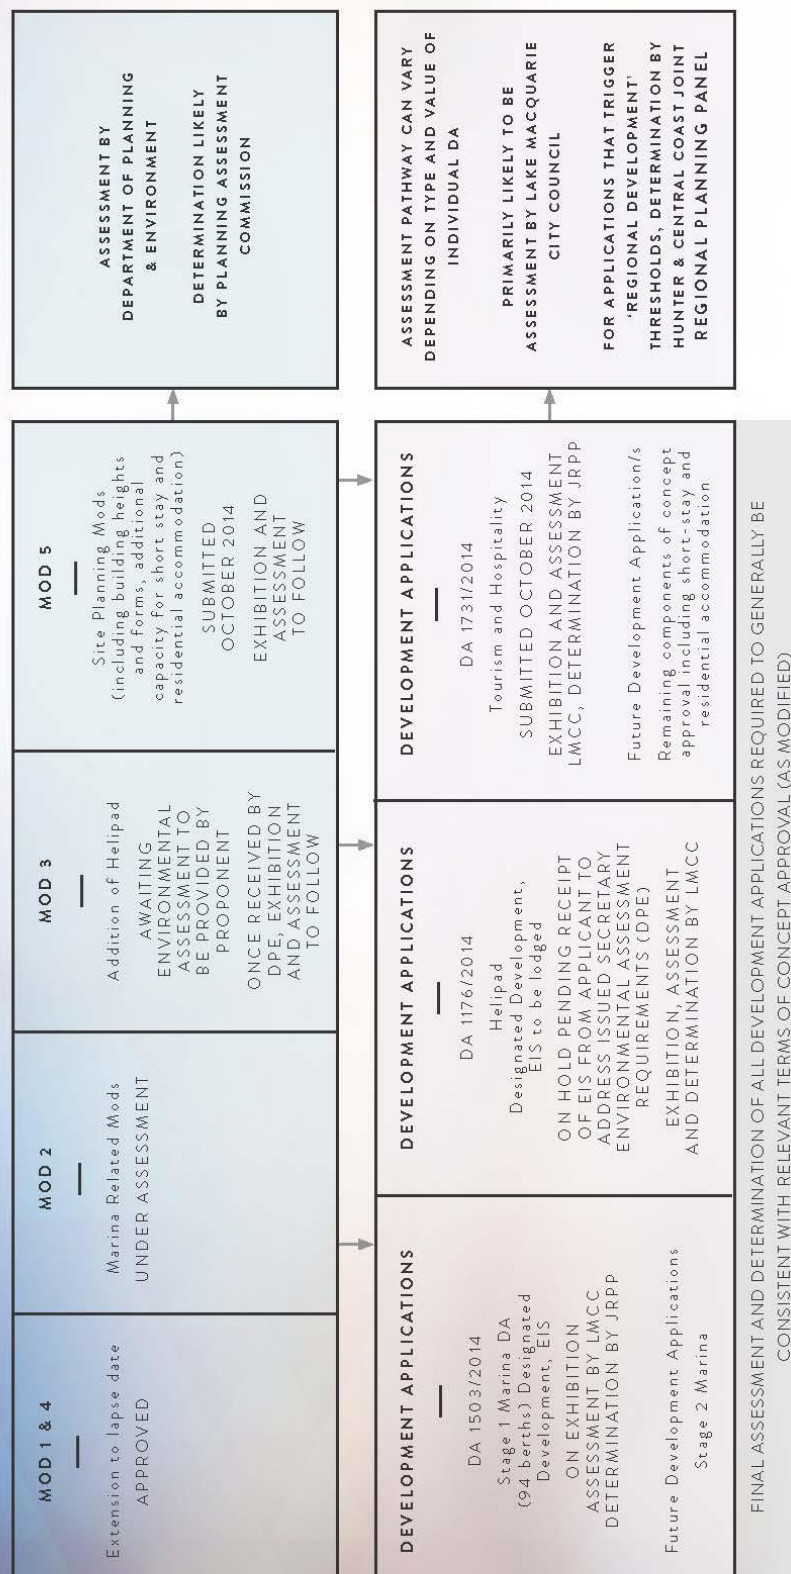 MOD 1 & 4
Extension to lapse date
APPROVED
MOD 2
Marina Related Mods
UNDER ASSESSMENT
MOD 3
Addition of Helipad
AWAITING
ENVIRONMENTAL
ASSESSMENT TO
BE PROVIDED BY
PROPONENT
ONCE RECEIVED BY
DPE, EXHIBITION
AND ASSESSMENT
TO FOLLOW
MOD 5
Site Planning Mods
(including building heights
and forms, additional
capacity for short stay and
residential accommodation)
SUBMITTED
OCTOBER 2014
EXHIBITION AND
ASSESSMENT
TO FOLLOW
ASSESSMENT BY
DEPARTMENT OF PLANNING
& ENVIRONMENT
DETERMINATION LIKELY
BY PLANNING ASSESSMENT
COMMISSION
DEVELOPMENT APPLICATIONS
DA 1503/2014
Stage 1 Marina DA
(94 berths) Designated
Development, EIS
ON EXHIBITION
ASSESSMENT BY LMCC
DETERMINATION BY JRPP
Future Development Applications
Stage 2 Marina
DEVELOPMENT APPLICATIONS
DA 1176/2014
Helipad
Designated Development,
EIS to be lodged
ON HOLD PENDING RECEIPT
OF EIS FROM APPLICANT TO
ADDRESS ISSUED SECRETARY
ENVIRONMENTAL ASSESSMENT
REQUIREMENTS (DPE)
EXHIBITION, ASSESSMENT
AND DETERMINATION BY LMCC
DEVELOPMENT APPLICATIONS
DA 1731/2014
Tourism and Hospitality
SUBMITTED OCTOBER 2014
EXHIBITION AND ASSESSMENT
LMCC, DETERMINATION BY JRPP
Future Development Application/s
Remaining components of concept
approval including short-stay and
residential accommodation
ASSESSMENT PATHWAY CAN VARY
DEPENDING ON TYPE AND VALUE OF
INDIVIDUAL DA
PRIMARILY LIKELY TO BE
ASSESSMENT BY LAKE MACQUARIE
CITY COUNCIL
FOR APPLICATIONS THAT TRIGGER
'REGIONAL DEVELOPMENT'
THRESHOLDS, DETERMINATION BY
HUNTER & CENTRAL COAST JOINT
REGIONAL PLANNING PANEL
FINAL ASSESSMENT AND DETERMINATION OF ALL DEVELOPMENT APPLICATIONS REQUIRED TO GENERALLY BE
CONSISTENT WITH RELEVANT TERMS OF CONCEPT APPROVAL (AS MODIFIED)